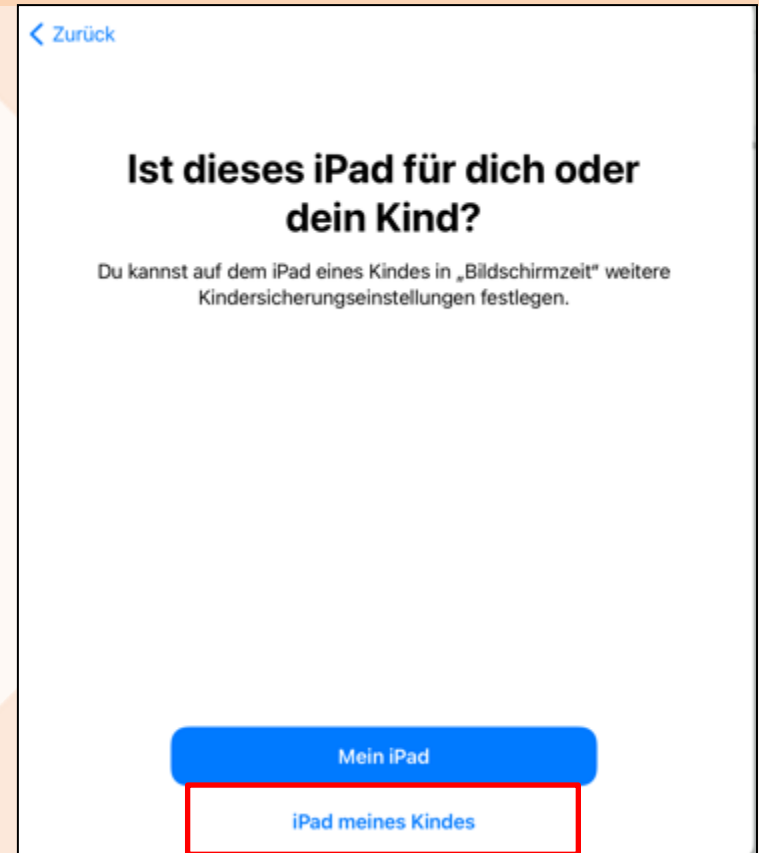 Zurück
Ist dieses iPad für dich oder
dein Kind?
Du kannst auf dem iPad eines Kindes in „Bildschirmzeit" weitere
Kindersicherungseinstellungen festlegen.
Mein iPad
iPad meines Kindes